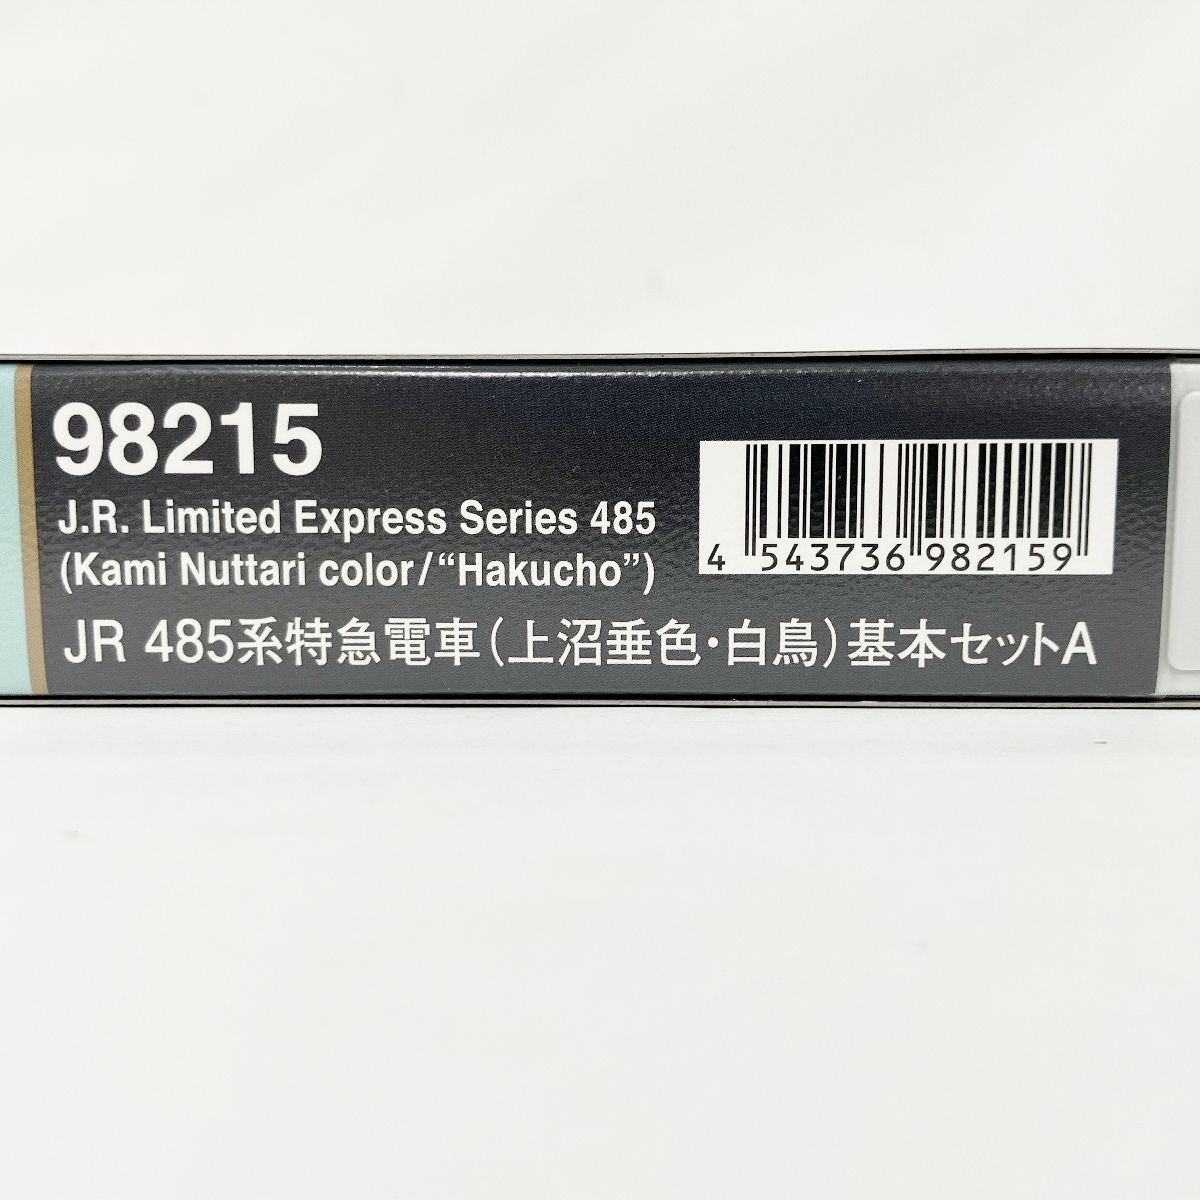 98215
J.R. Limited Express Series 485
(Kami Nuttari color/“Hakucho”)
JR 485系特急電車(上沼垂色・白鳥)基本セットA
4 543736 982159